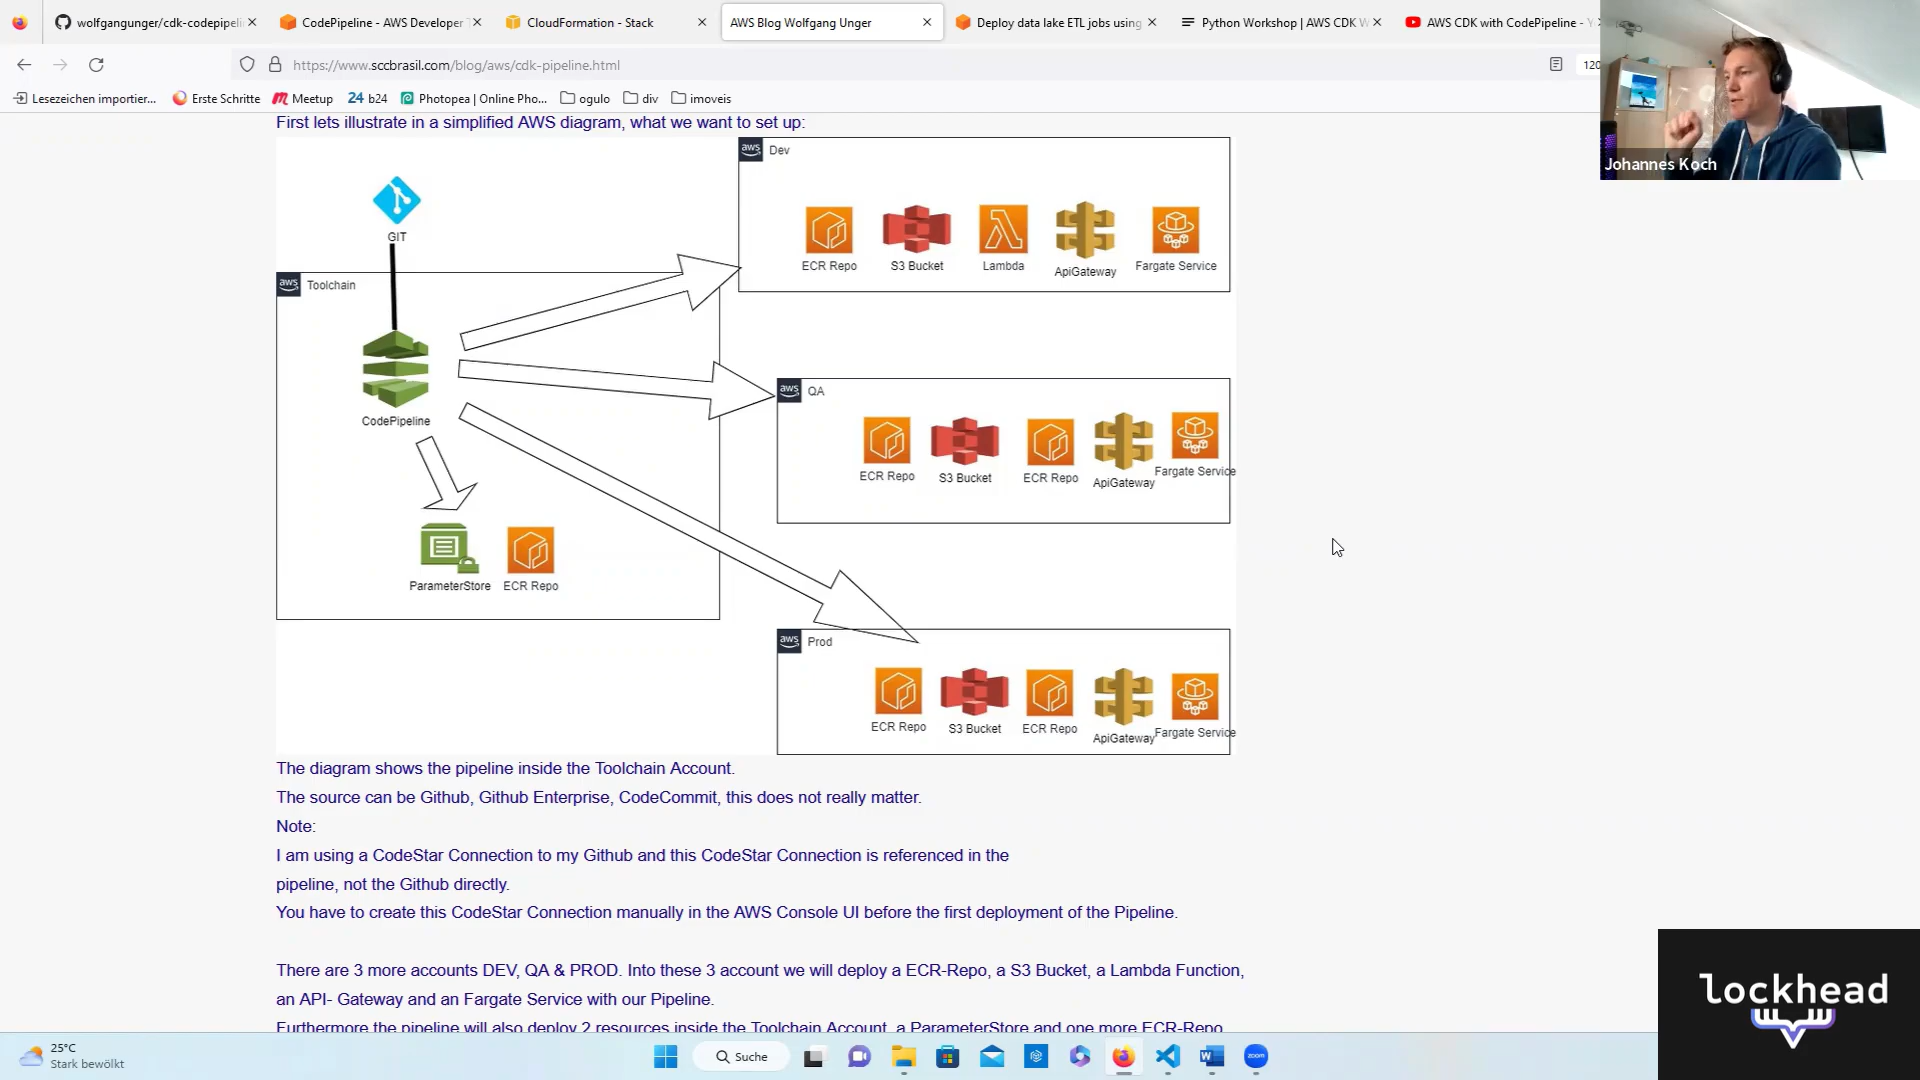 wolfgangunger/cdk-codepipeli
CodePipeline - AWS Developer T
CloudFormation - Stack
AWS Blog Wolfgang Unger
Deploy data lake ETL jobs using
Python Workshop | AWS CDK W
AWS CDK with CodePipeline -
https://www.sccbrasil.com/blog/aws/cdk-pipeline.html
120
Lesezeichen importier...
Erste Schritte
Meetup
24 b24
Photopea | Online Pho...
ogulo
div
imoveis
Johannes Koch
First lets illustrate in a simplified AWS diagram, what we want to set up:
aws Dev
GIT
ECR Repo
S3 Bucket
Lambda
ApiGateway
Fargate Service
aws Toolchain
CodePipeline
aws QA
ECR Repo
S3 Bucket
ECR Repo
ApiGateway
Fargate Service
ParameterStore
ECR Repo
aws Prod
ECR Repo
S3 Bucket
ECR Repo
ApiGateway
Fargate Service
The diagram shows the pipeline inside the Toolchain Account.
The source can be Github, Github Enterprise, CodeCommit, this does not really matter.
Note:
I am using a CodeStar Connection to my Github and this CodeStar Connection is referenced in the
pipeline, not the Github directly.
You have to create this CodeStar Connection manually in the AWS Console UI before the first deployment of the Pipeline.
There are 3 more accounts DEV, QA & PROD. Into these 3 account we will deploy a ECR-Repo, a S3 Bucket, a Lambda Function,
an API- Gateway and an Fargate Service with our Pipeline.
Furthermore the pipeline will also deploy 2 resources inside the Toolchain Account, a ParameterStore and one more ECR-Repo
lockhead
25°C
Stark bewölkt
Suche
zoom